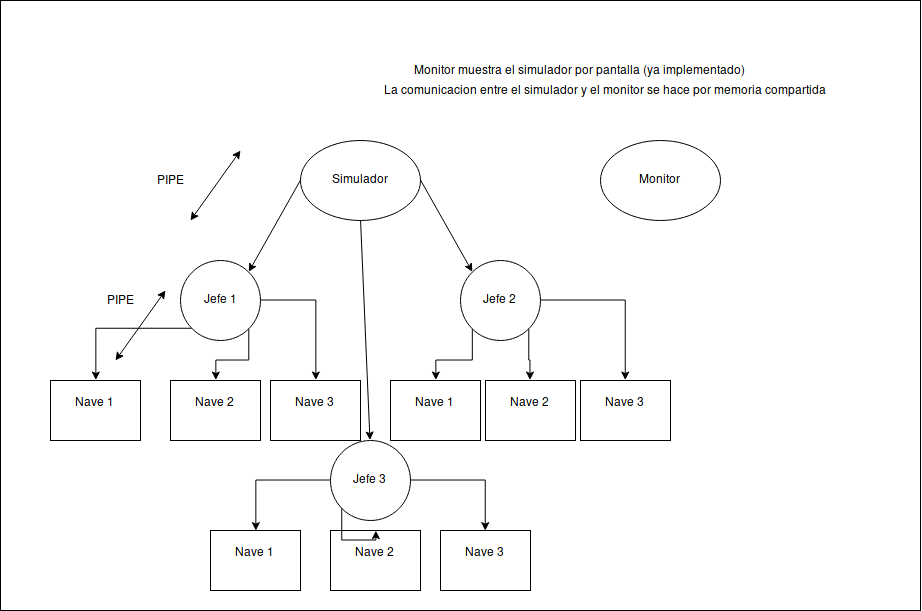 Monitor muestra el simulador por pantalla (ya implementado)
La comunicacion entre el simulador y el monitor se hace por memoria compartida
PIPE
Simulador
Monitor
PIPE
Jefe 1
Jefe 2
Nave 1
Nave 2
Nave 3
Nave 1
Nave 2
Nave 3
Jefe 3
Nave 1
Nave 2
Nave 3